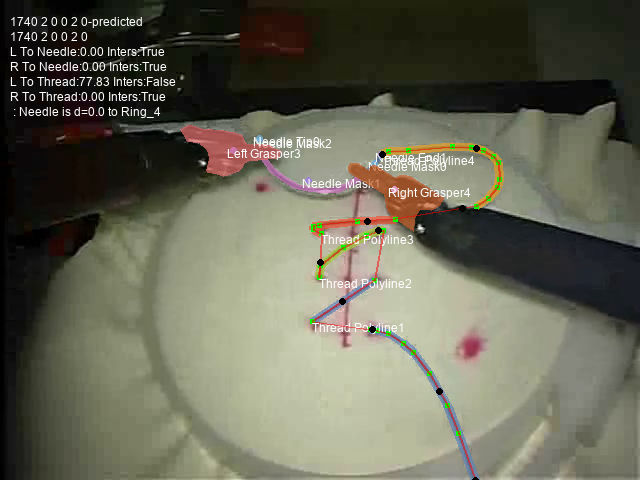 1740 2 0 0 2 0-predicted
1740 2 0 0 2 0
L To Needle:0.00 Inters:True
R To Needle:0.00 Inters:True
L To Thread:77.83 Inters:False
R To Thread:0.00 Inters:True
: Needle is d=0.0 to Ring_4
Needle Mask2
Left Grasper3
Needle End1
Thread Polyline4
Needle Mask0
Needle Mask1
Right Grasper4
Thread Polyline3
Thread Polyline2
Thread Polyline1